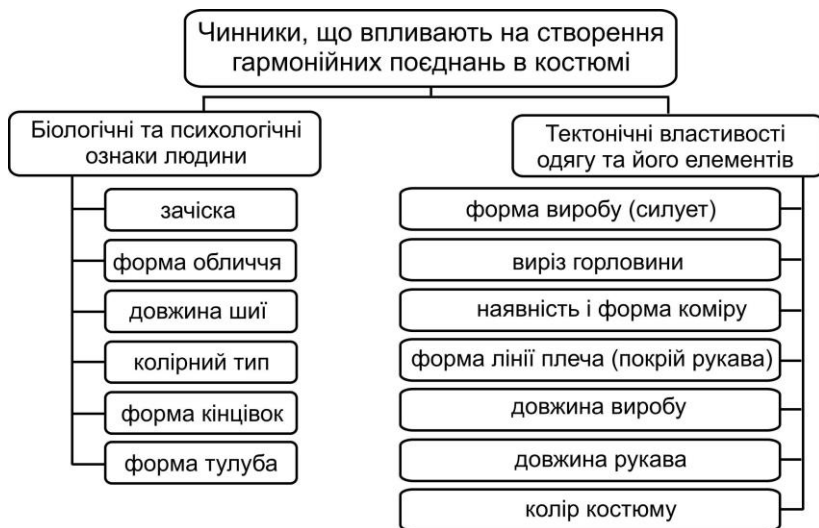 Чинники, що впливають на створення
гармонійних поєднань в костюмі
Біологічні та психологічні
ознаки людини
зачіска
форма обличчя
довжина шиї
колірний тип
форма кінцівок
форма тулуба
Тектонічні властивості
одягу та його елементів
форма виробу (силует)
виріз горловини
наявність і форма коміру
форма лінії плеча (покрій рукава)
довжина виробу
довжина рукава
колір костюму